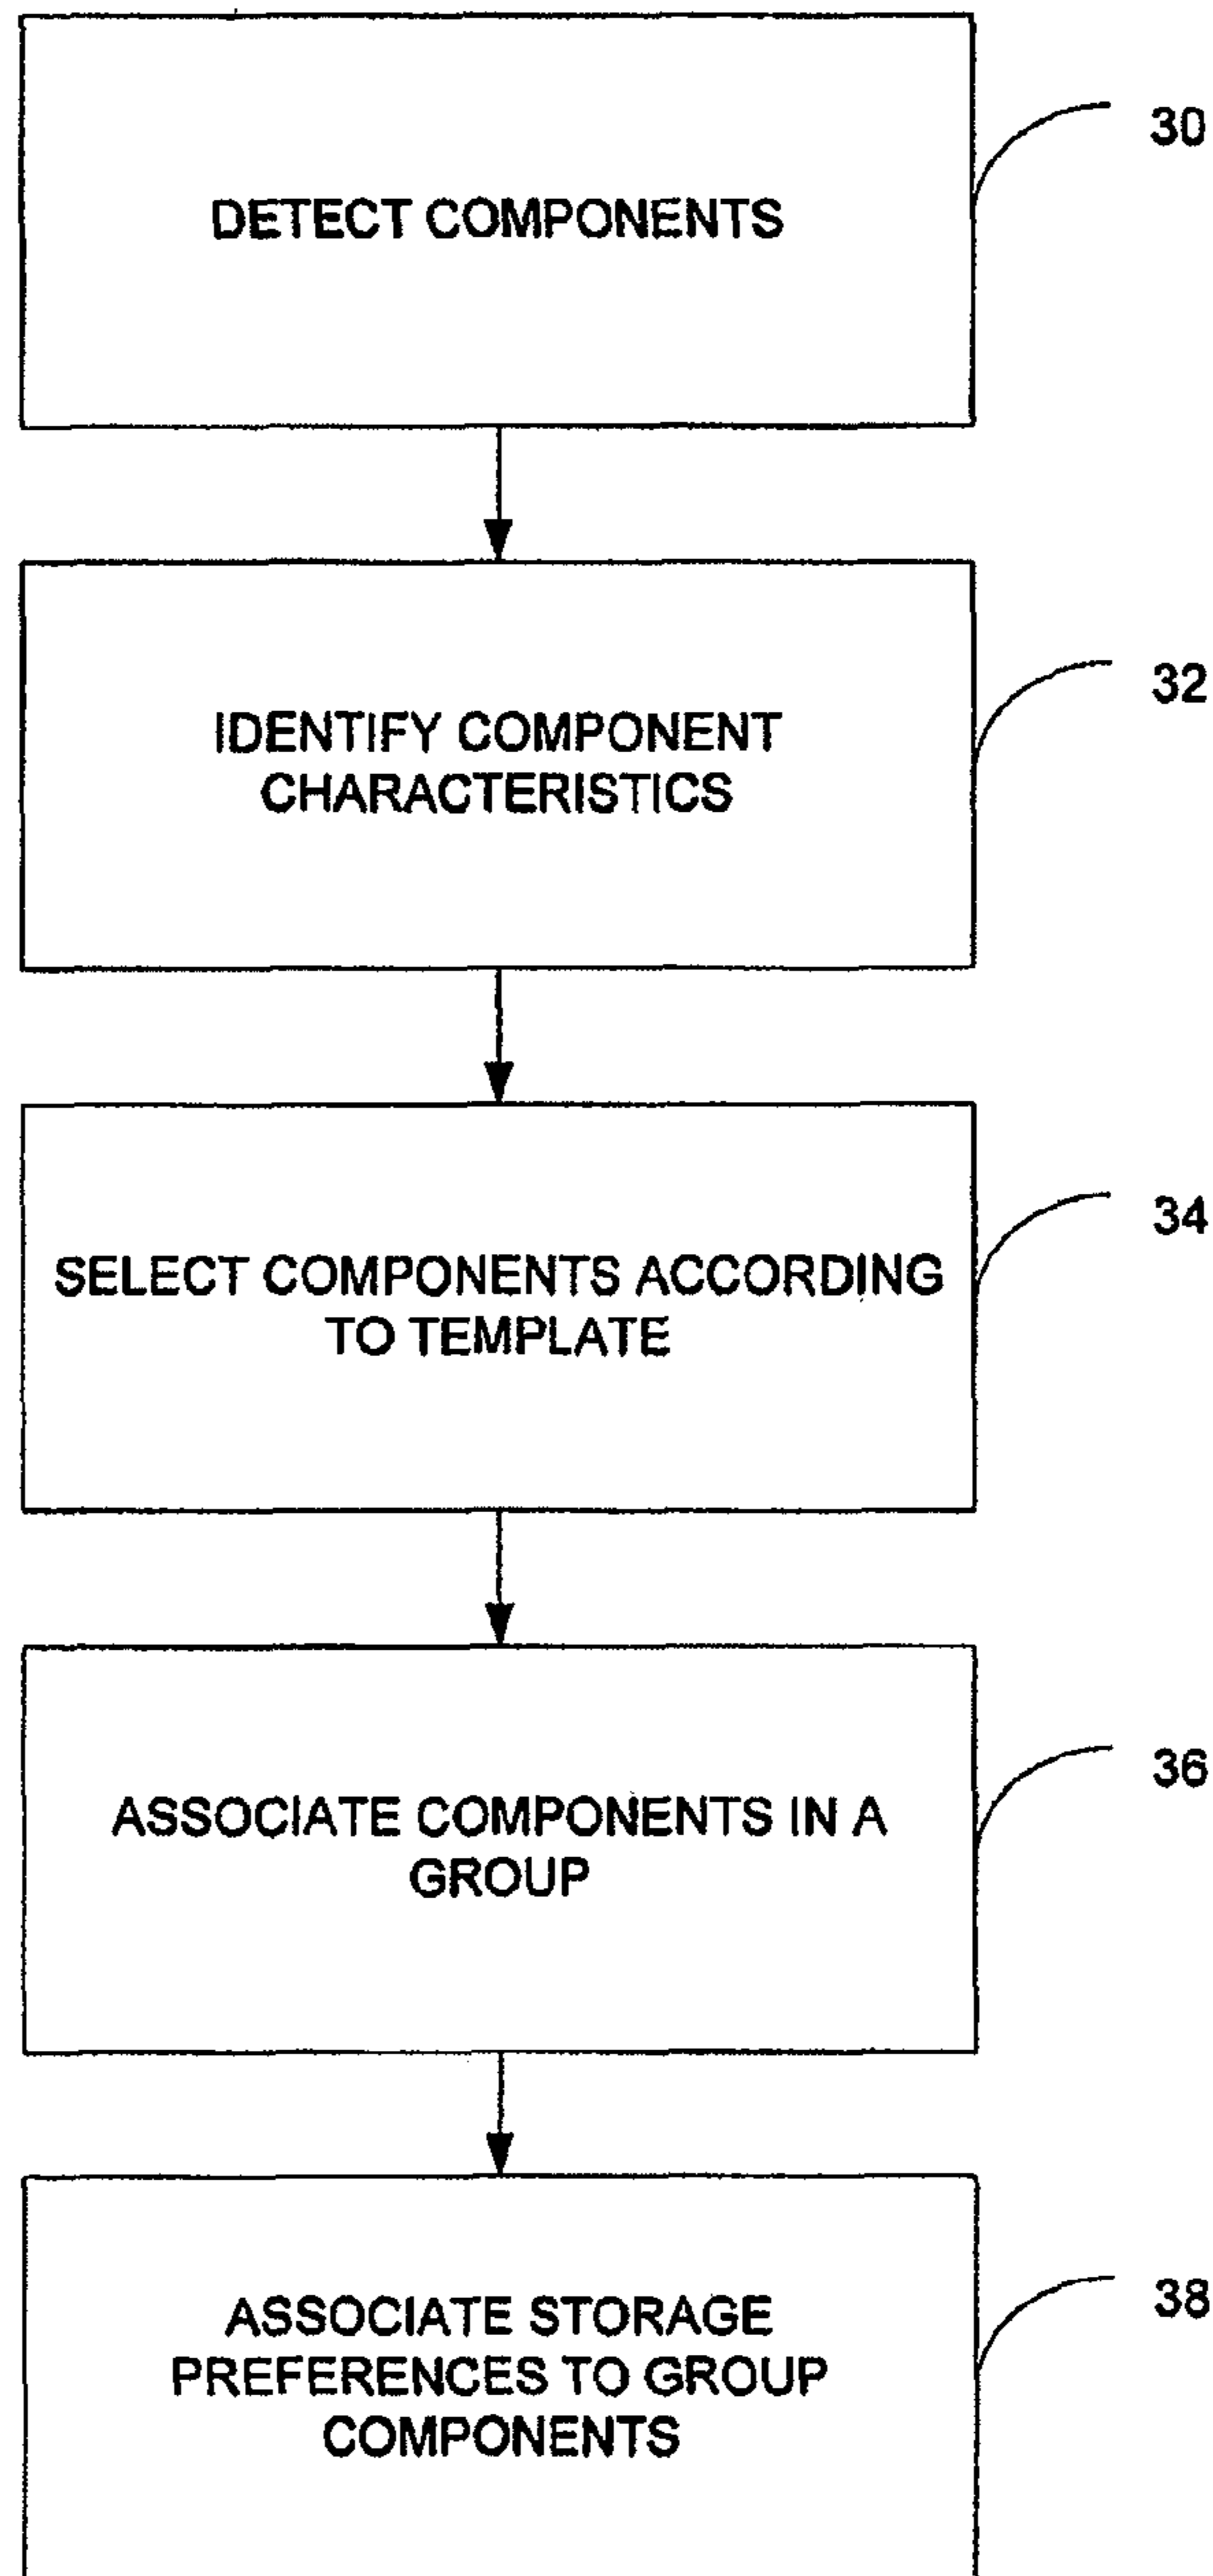 DETECT COMPONENTS
30
IDENTIFY COMPONENT
CHARACTERISTICS
32
SELECT COMPONENTS ACCORDING
TO TEMPLATE
34
ASSOCIATE COMPONENTS IN A
GROUP
36
ASSOCIATE STORAGE
PREFERENCES TO GROUP
COMPONENTS
38